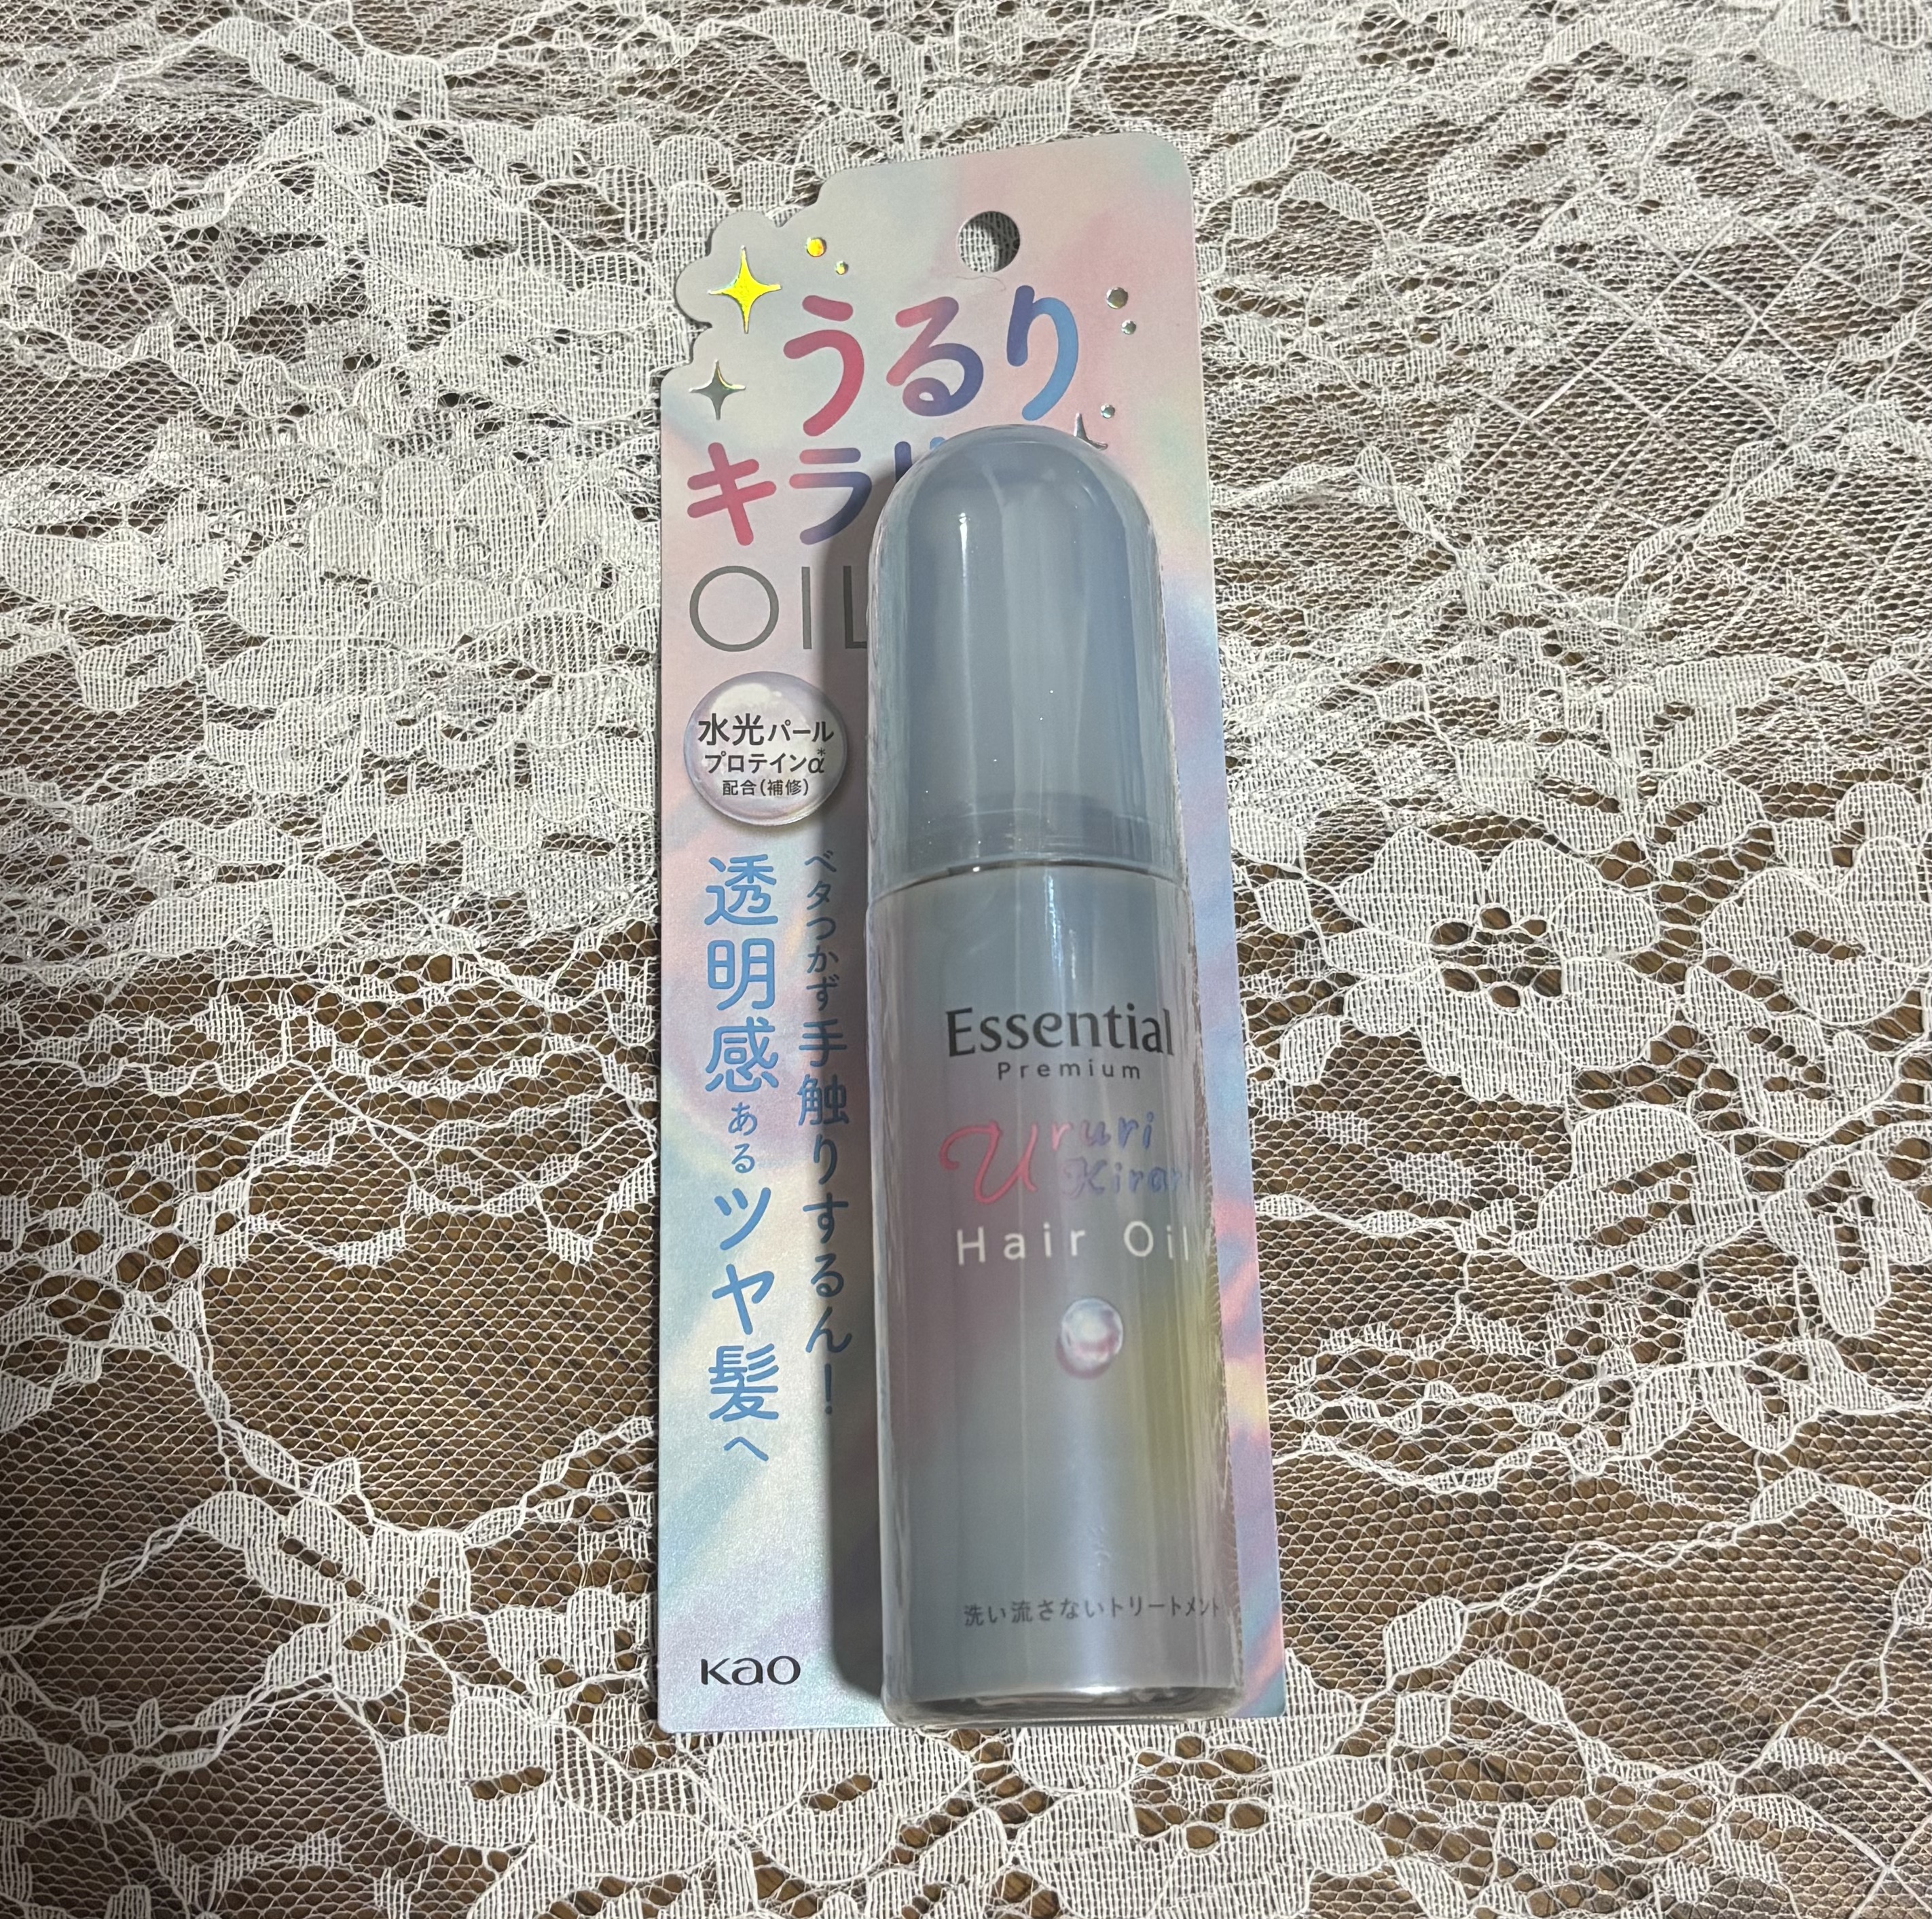 うるり
キラ
OIL
水光パール
プロテインα*
配合(補修)
ベタつかず手触りするん!
透明感あるツヤ髪へ
Kao
Essential
Premium
Ururi
Kirari
Hair Oil
洗い流さないトリートメント